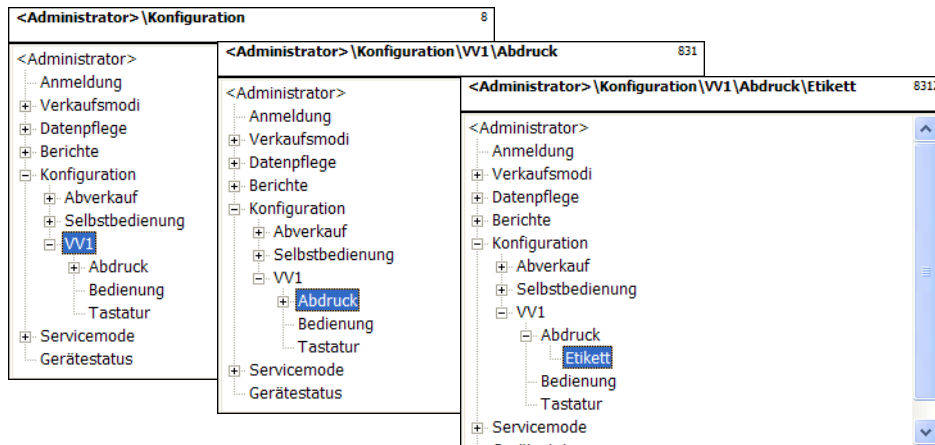 <Administrator>\Konfiguration 8
<Administrator>
Anmeldung
Verkaufsmodi
Datenpflege
Berichte
Konfiguration
Abverkauf
Selbstbedienung
VV1
Abdruck
Bedienung
Tastatur
Servicemode
Gerätestatus
<Administrator>\Konfiguration\VV1\Abdruck 831
<Administrator>
Anmeldung
Verkaufsmodi
Datenpflege
Berichte
Konfiguration
Abverkauf
Selbstbedienung
VV1
Abdruck
Bedienung
Tastatur
Servicemode
Gerätestatus
<Administrator>\Konfiguration\VV1\Abdruck\Etikett
<Administrator>
Anmeldung
Verkaufsmodi
Datenpflege
Berichte
Konfiguration
Abverkauf
Selbstbedienung
VV1
Abdruck
Etikett
Bedienung
Tastatur
Servicemode